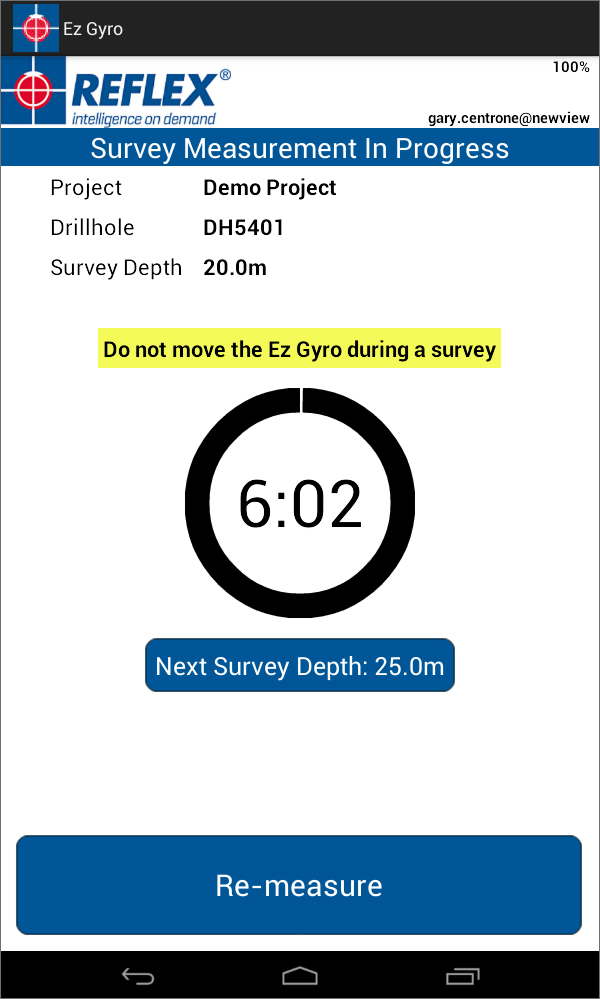 Ez Gyro
100%
REFLEX®
intelligence on demand
gary.centrone@newview
Survey Measurement In Progress
Project Demo Project
Drillhole DH5401
Survey Depth 20.0m
Do not move the Ez Gyro during a survey
6:02
Next Survey Depth: 25.0m
Re-measure